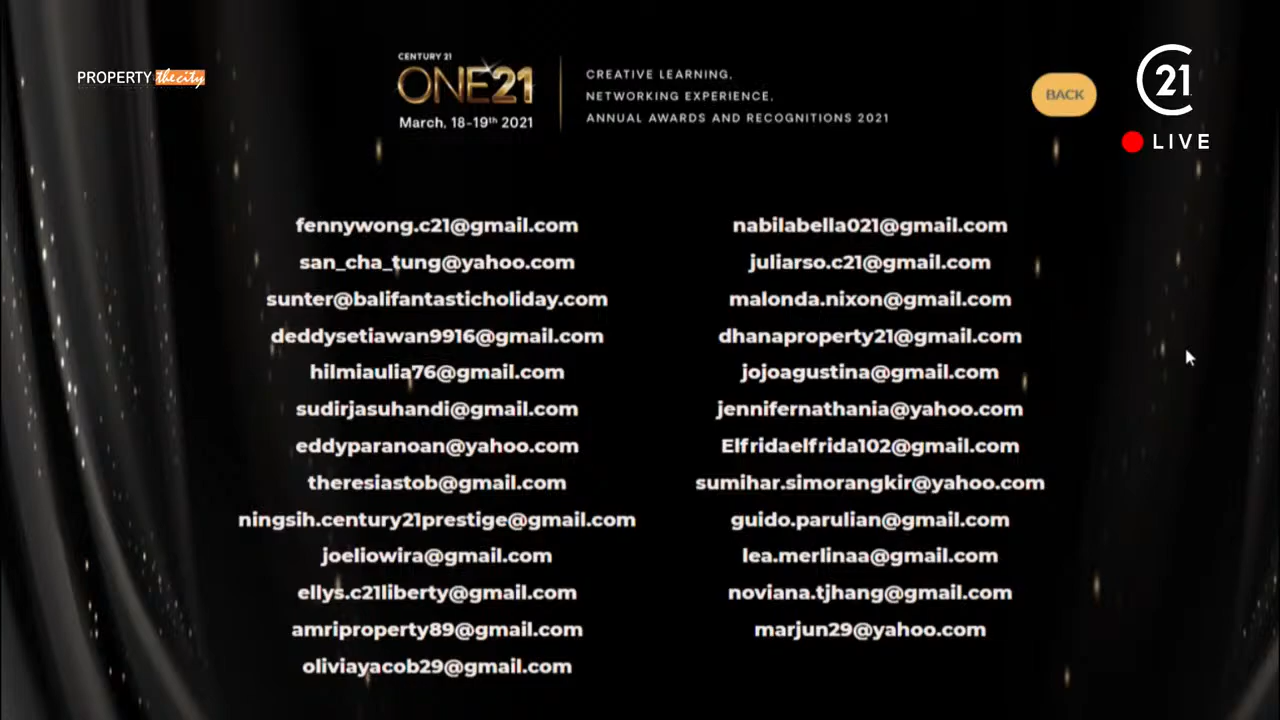 PROPERTY the city
CENTURY 21
ONE21
March, 18-19th 2021
CREATIVE LEARNING,
NETWORKING EXPERIENCE,
ANNUAL AWARDS AND RECOGNITIONS 2021
BACK
C21
LIVE
fennywong.c21@gmail.com
san_cha_tung@yahoo.com
sunter@balifantasticholiday.com
deddysetiawan9916@gmail.com
hilmiaulia76@gmail.com
sudirjasuhandi@gmail.com
eddyparanoan@yahoo.com
theresiastob@gmail.com
ningsih.century21prestige@gmail.com
joeliowira@gmail.com
ellys.c21liberty@gmail.com
amriproperty89@gmail.com
oliviayacob29@gmail.com
nabilabella021@gmail.com
juliarso.c21@gmail.com
malonda.nixon@gmail.com
dhanaproperty21@gmail.com
jojoagustina@gmail.com
jennifernathania@yahoo.com
Elfridaelfrida102@gmail.com
sumihar.simorangkir@yahoo.com
guido.parulian@gmail.com
lea.merlinaa@gmail.com
noviana.tjhang@gmail.com
marjun29@yahoo.com